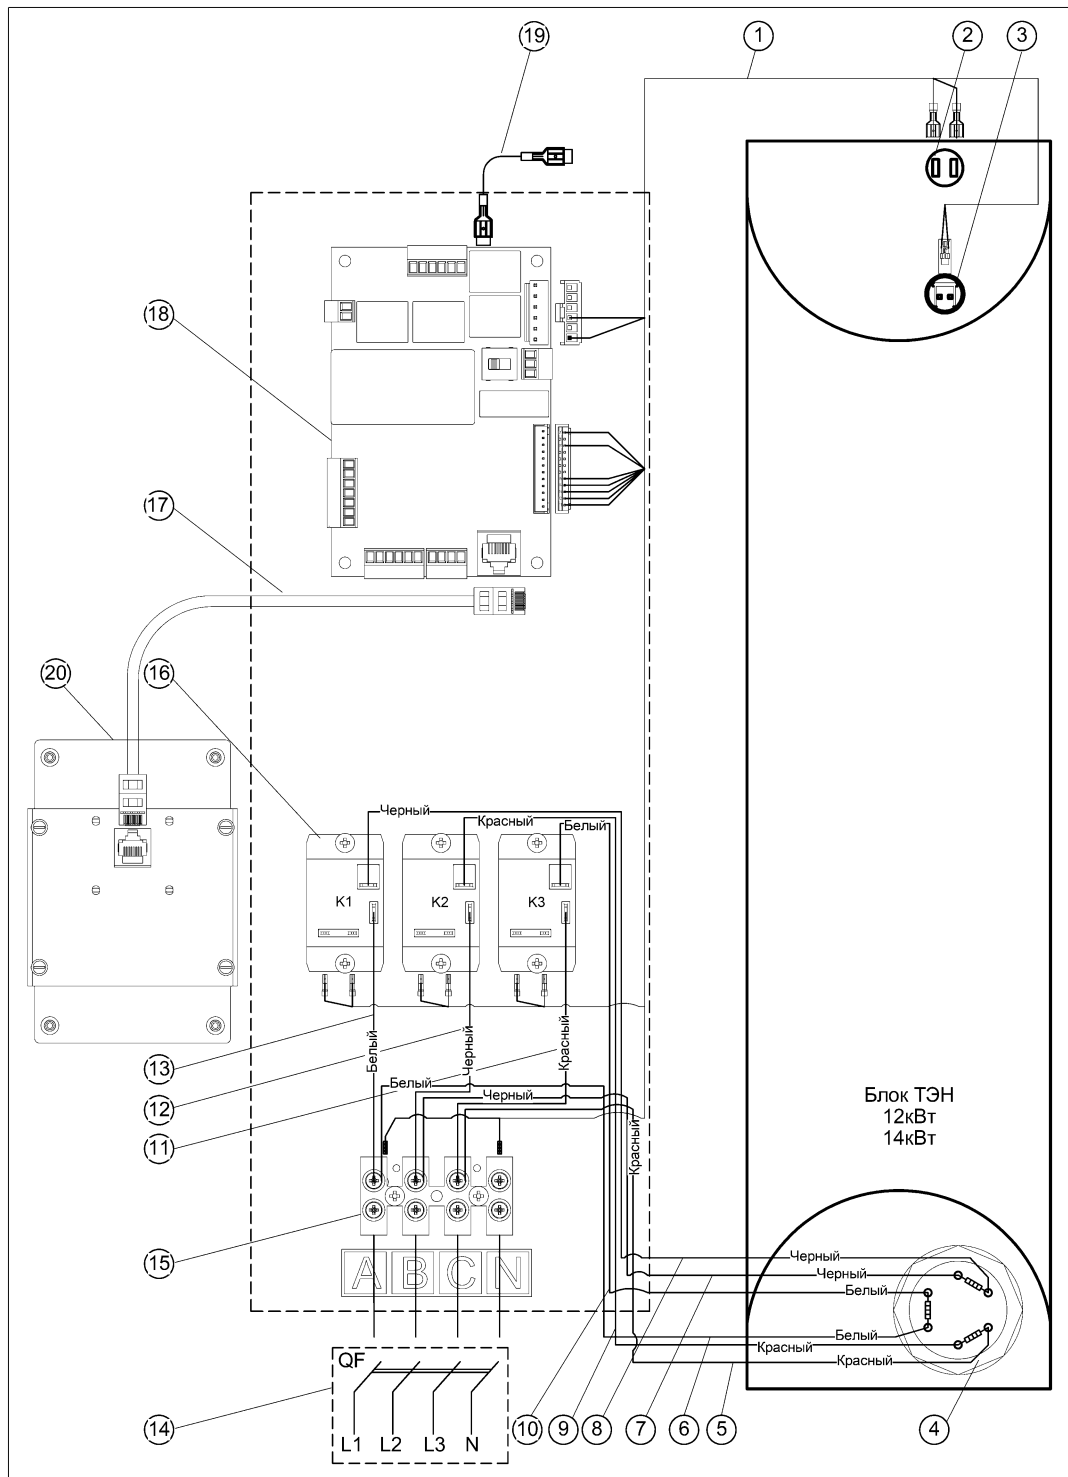 19
1
2
3
18
17
20
16
Черный
Красный
Белый
K1
K2
K3
Белый
Черный
Красный
13
12
11
Белый
Черный
Красный
Блок ТЭН
12кВт
14кВт
15
A B C N
Черный
Черный
Белый
Белый
Красный
Красный
QF
L1 L2 L3 N
14
10
9
8
7
6
5
4